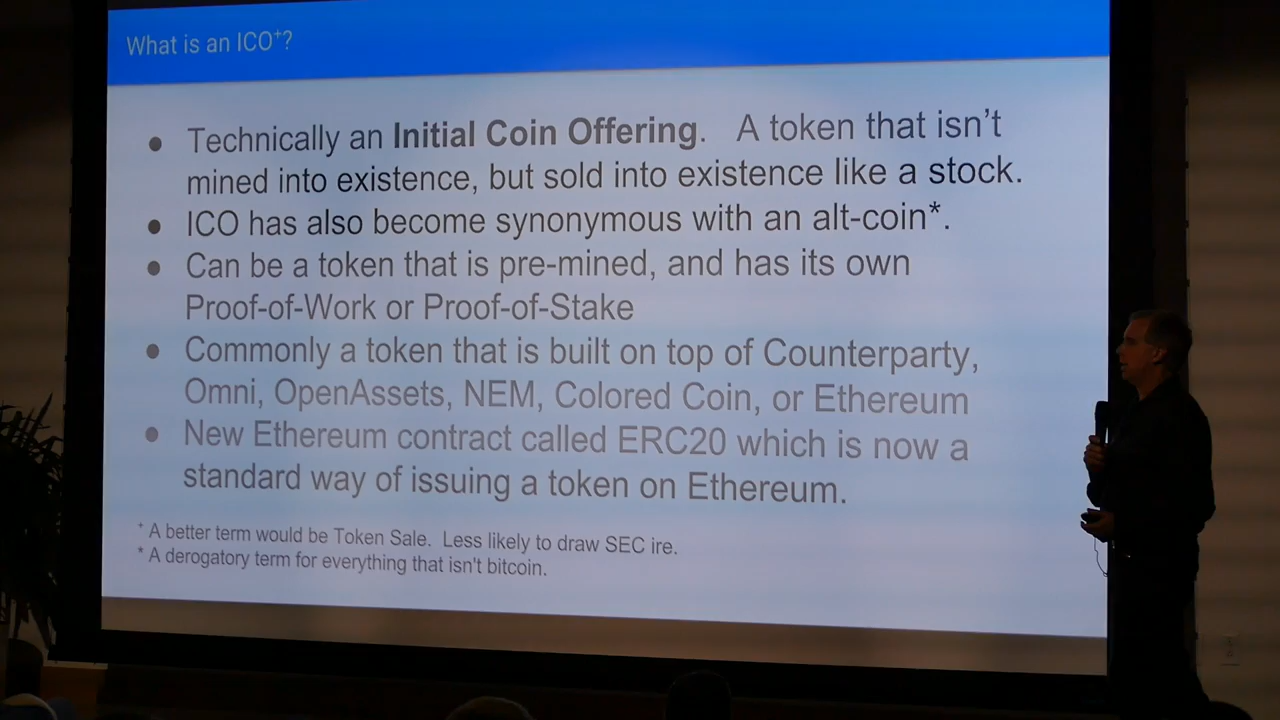 What is an ICO⁺?
● Technically an Initial Coin Offering. A token that isn't
mined into existence, but sold into existence like a stock.
● ICO has also become synonymous with an alt-coin*.
● Can be a token that is pre-mined, and has its own
Proof-of-Work or Proof-of-Stake
● Commonly a token that is built on top of Counterparty,
Omni, OpenAssets, NEM, Colored Coin, or Ethereum
● New Ethereum contract called ERC20 which is now a
standard way of issuing a token on Ethereum.
⁺ A better term would be Token Sale. Less likely to draw SEC ire.
* A derogatory term for everything that isn't bitcoin.